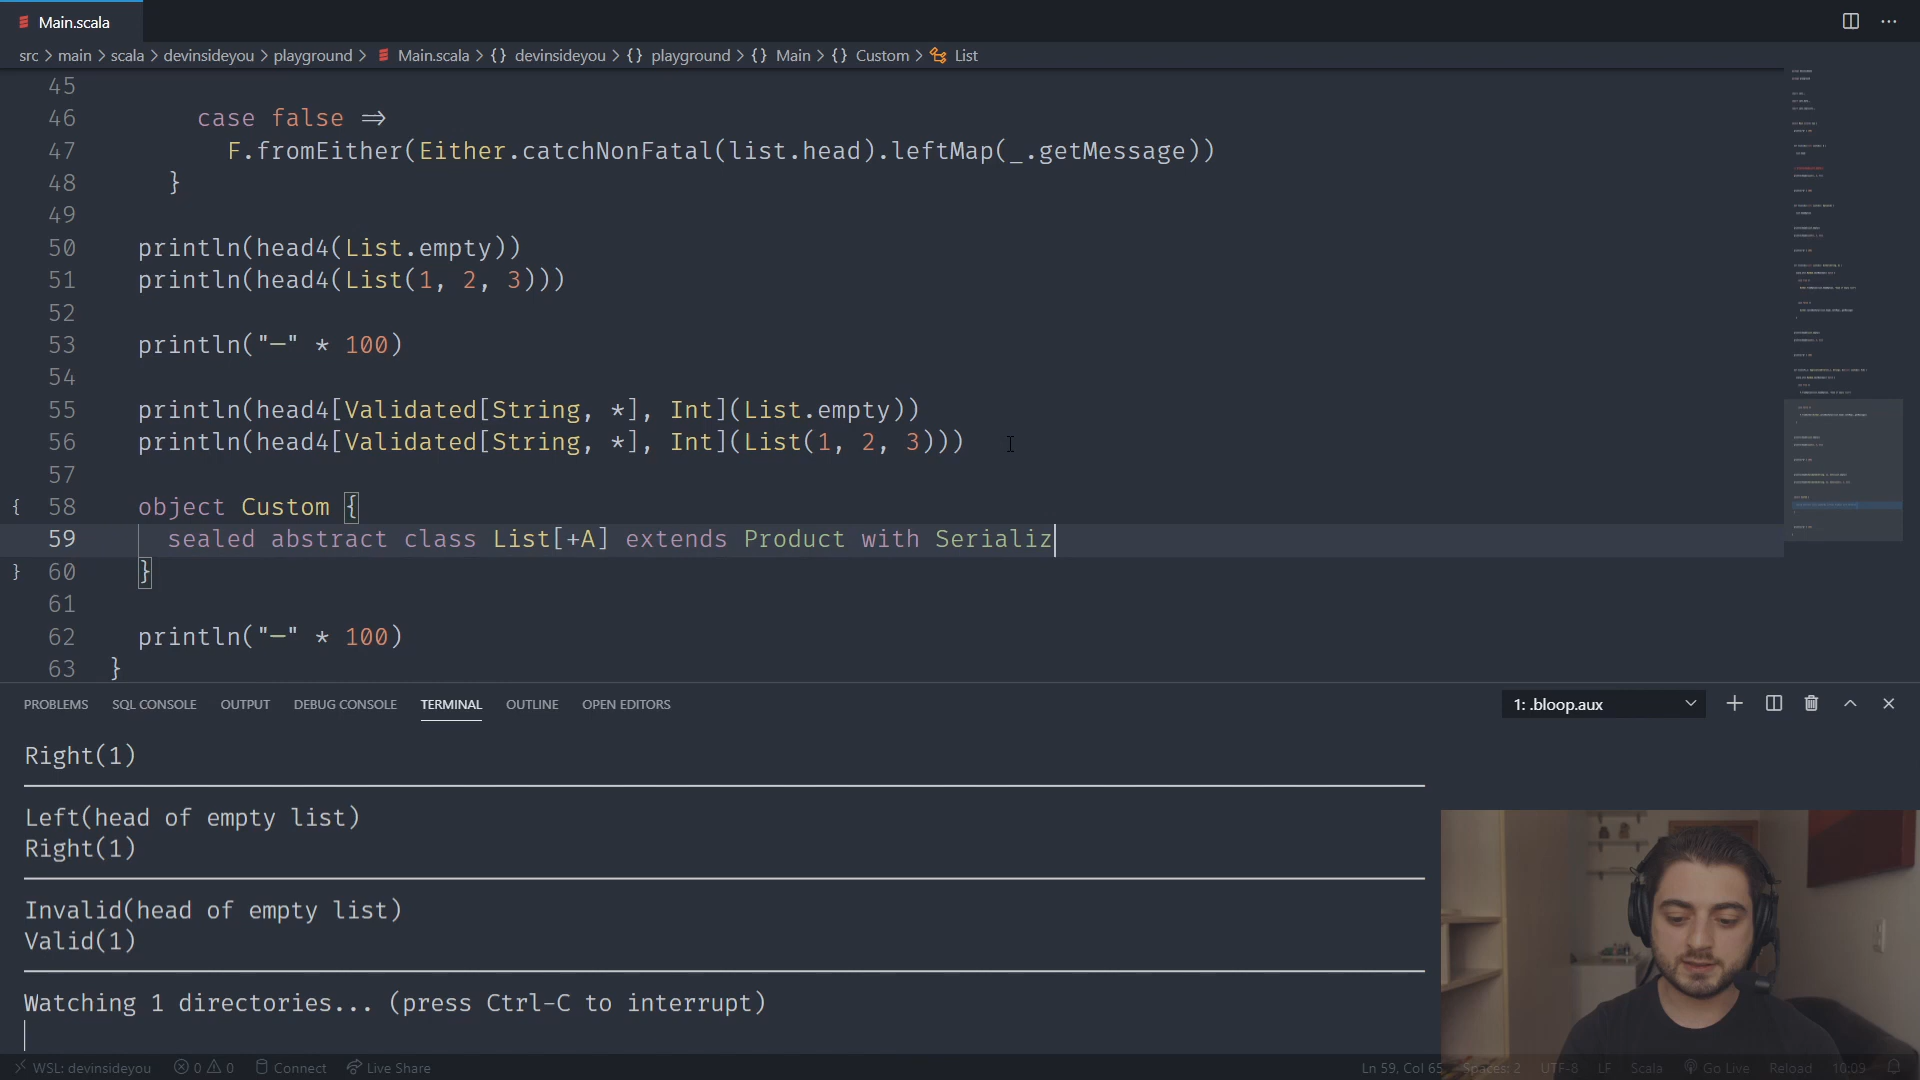 Main.scala
src > main > scala > devinsideyou > playground > Main.scala > {} devinsideyou > {} playground > {} Main > {} Custom > List
45
46 case false ⇒
47 F.fromEither(Either.catchNonFatal(list.head).leftMap(_.getMessage))
48 }
49
50 println(head4(List.empty))
51 println(head4(List(1, 2, 3)))
52
53 println("─" * 100)
54
55 println(head4[Validated[String, *], Int](List.empty))
56 println(head4[Validated[String, *], Int](List(1, 2, 3)))
57
{ 58 object Custom {
59 sealed abstract class List[+A] extends Product with Serializ
} 60 }
61
62 println("─" * 100)
63 }
PROBLEMS SQL CONSOLE OUTPUT DEBUG CONSOLE TERMINAL OUTLINE OPEN EDITORS 1: .bloop.aux
Right(1)
Left(head of empty list)
Right(1)
Invalid(head of empty list)
Valid(1)
Watching 1 directories... (press Ctrl-C to interrupt)
WSL: devinsideyou 0 0 Connect Live Share Ln 59, Col 65 Spaces: 2 UTF-8 LF Scala Go Live Reload 10:09